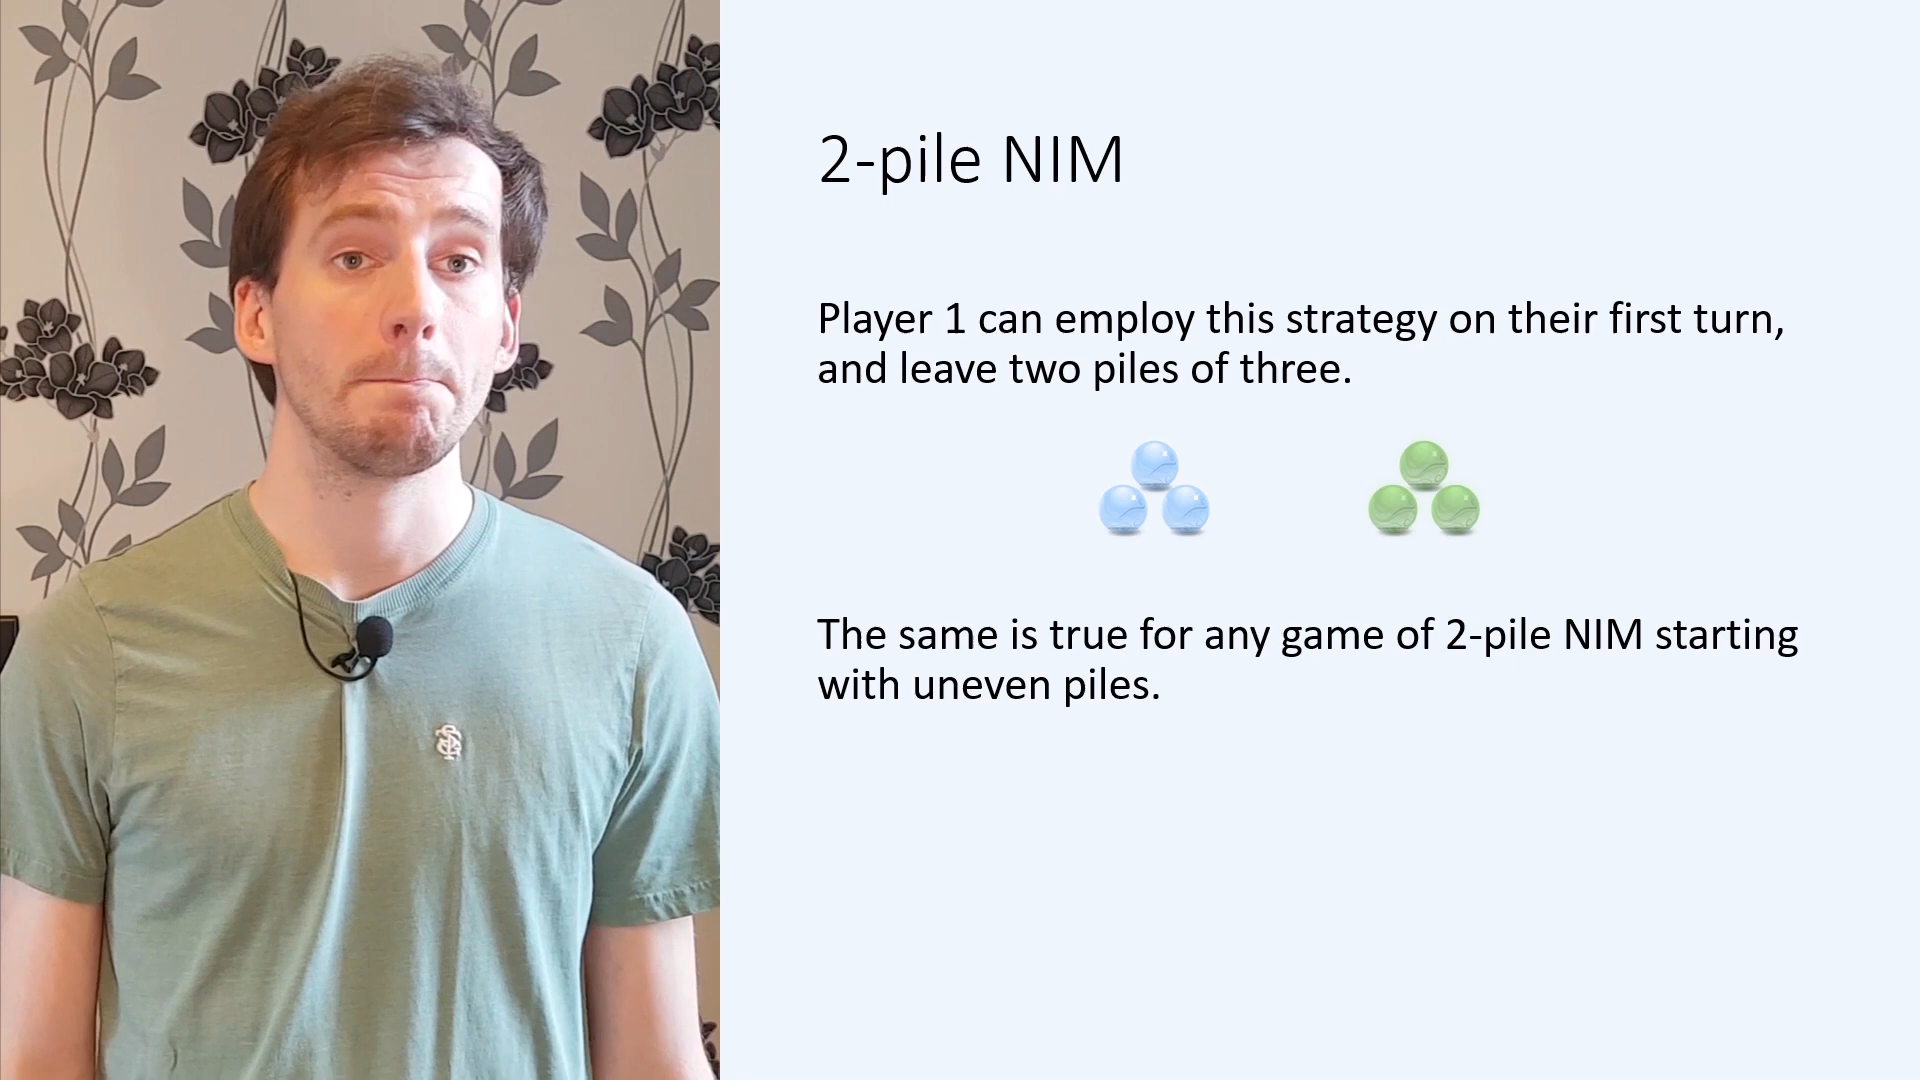 2-pile NIM
Player 1 can employ this strategy on their first turn,
and leave two piles of three.
The same is true for any game of 2-pile NIM starting
with uneven piles.